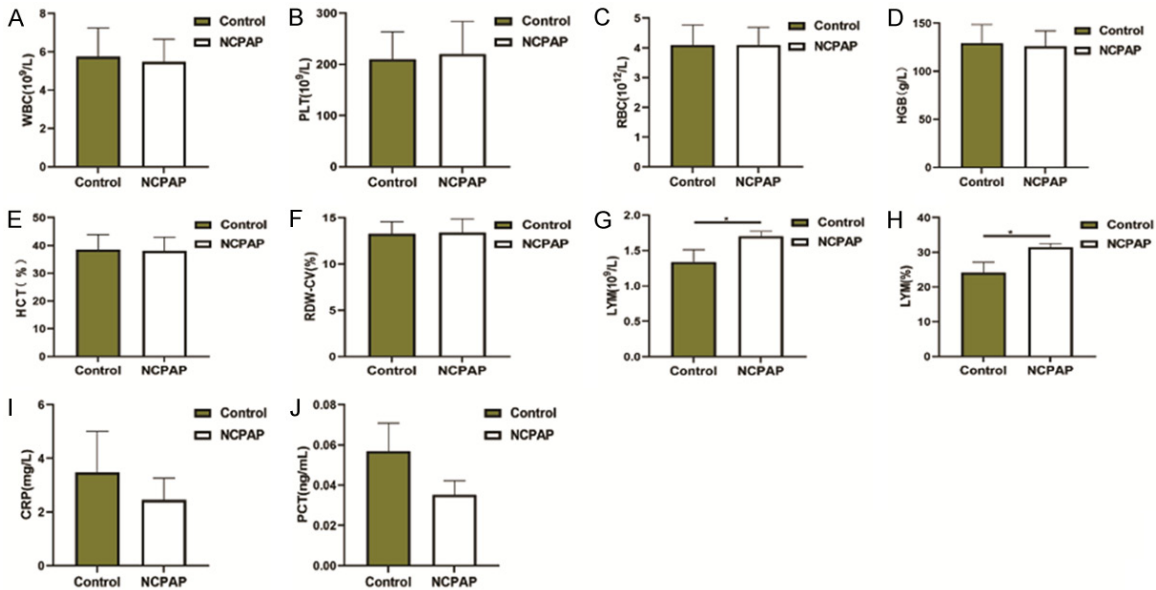 A
WBC(10⁹/L)
8
6
4
2
0
Control
NCPAP
Control
NCPAP
B
PLT(10⁹/L)
300
200
100
0
Control
NCPAP
Control
NCPAP
C
RBC(10¹²/L)
5
4
3
2
1
0
Control
NCPAP
Control
NCPAP
D
HGB(g/L)
150
100
50
0
Control
NCPAP
Control
NCPAP
E
HCT(%)
50
40
30
20
10
0
Control
NCPAP
Control
NCPAP
F
RDW-CV(%)
15
10
5
0
Control
NCPAP
Control
NCPAP
G
LYM(10⁹/L)
2.0
1.5
1.0
0.5
0.0
*
Control
NCPAP
Control
NCPAP
H
LYM(%)
40
30
20
10
0
*
Control
NCPAP
Control
NCPAP
I
CRP(mg/L)
6
4
2
0
Control
NCPAP
Control
NCPAP
J
PCT(ng/mL)
0.08
0.06
0.04
0.02
0.00
Control
NCPAP
Control
NCPAP